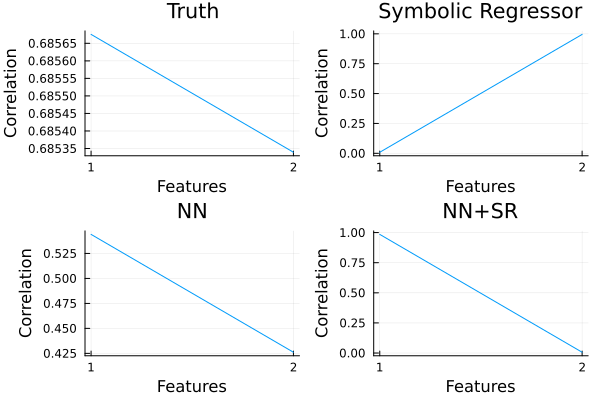 Truth
Correlation
0.68565
0.68560
0.68555
0.68550
0.68545
0.68540
0.68535
1
2
Features
Symbolic Regressor
Correlation
1.00
0.75
0.50
0.25
0.00
1
2
Features
NN
Correlation
0.525
0.500
0.475
0.450
0.425
1
2
Features
NN+SR
Correlation
1.00
0.75
0.50
0.25
0.00
1
2
Features